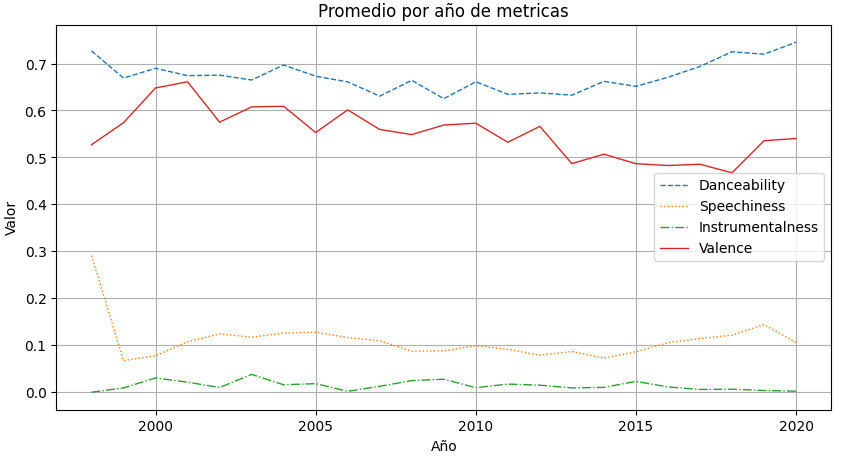 Promedio por año de metricas
Valor
0.7
0.6
0.5
0.4
0.3
0.2
0.1
0.0
Danceability
Speechiness
Instrumentalness
Valence
2000
2005
2010
2015
2020
Año